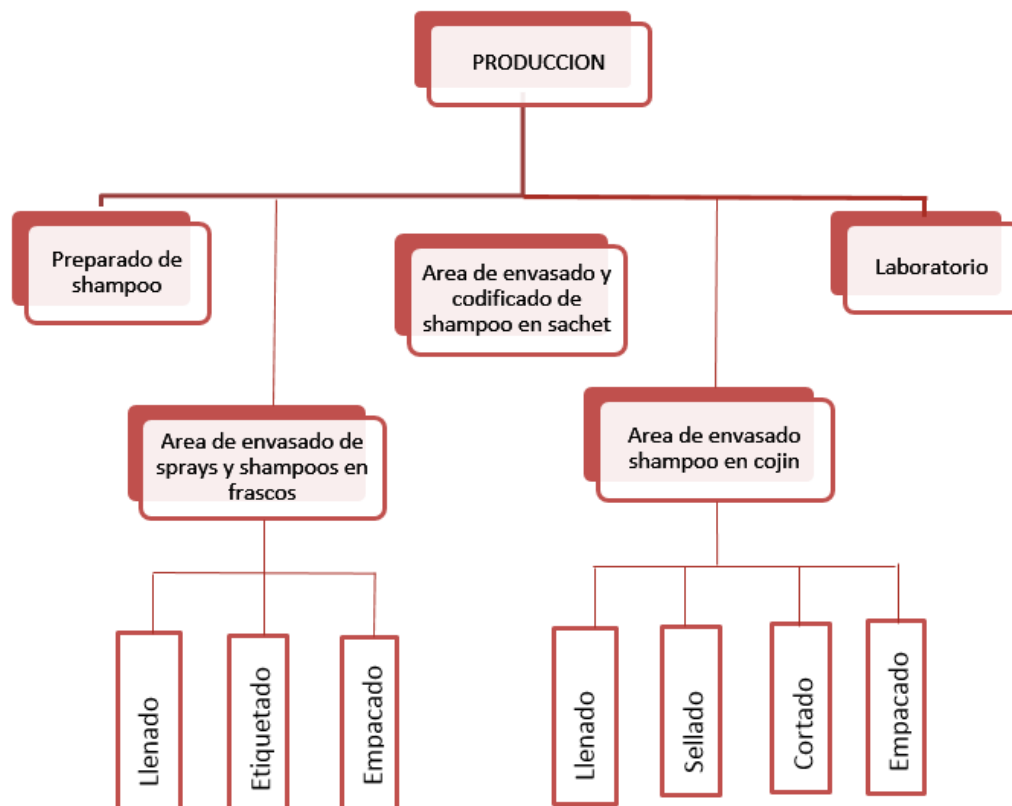 PRODUCCION
Preparado de
shampoo
Area de envasado y
codificado de
shampoo en sachet
Laboratorio
Area de envasado de
sprays y shampoos en
frascos
Area de envasado
shampoo en cojin
Llenado
Etiquetado
Empacado
Llenado
Sellado
Cortado
Empacado